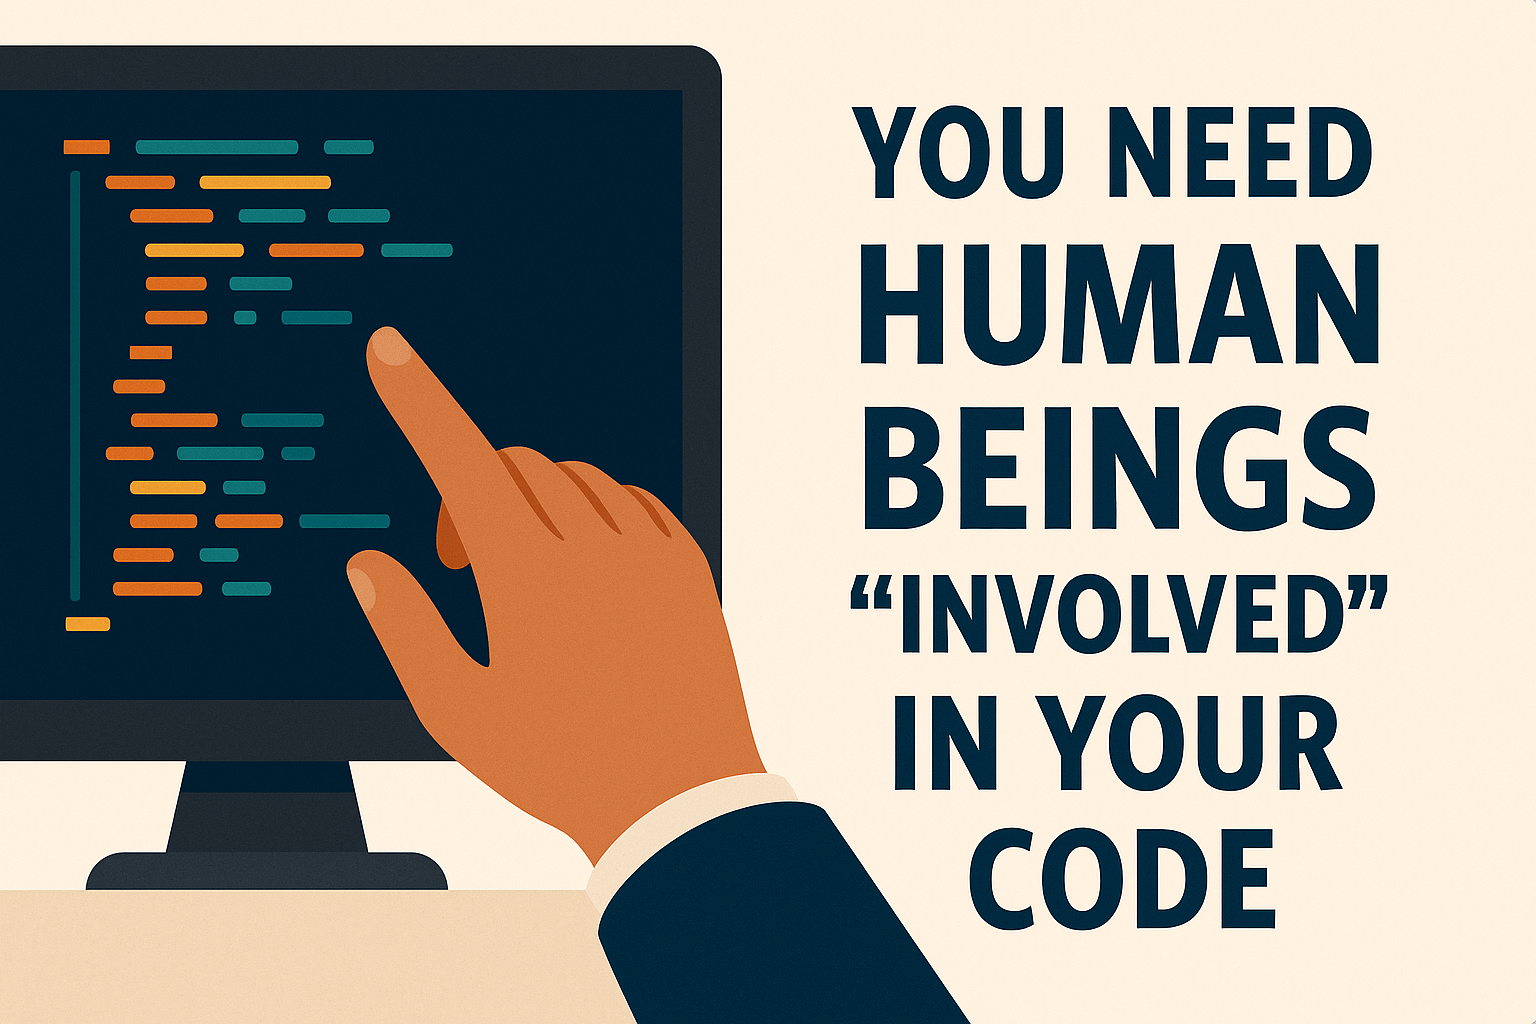 YOU NEED
HUMAN
BEINGS
“INVOLVED”
IN YOUR
CODE